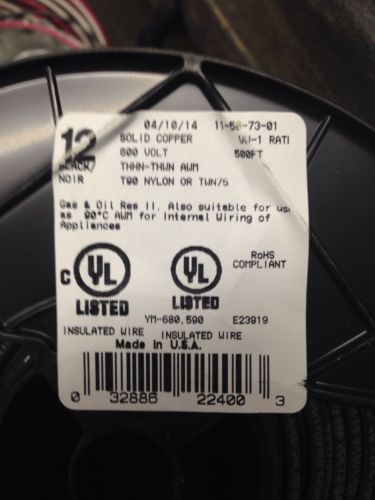 04/10/14 11-50-73-01
12 SOLID COPPER VW-1 RATI
600 VOLT 500FT
BLACK/ THHN-THWN AWM
NOIR T90 NYLON OR TWN/5
Gas & Oil Res II. Also suitable for use
as 90°C AWM for Internal Wiring of
Appliances
C UL UL RoHS
COMPLIANT
LISTED LISTED
YM-680,590 E23919
INSULATED WIRE INSULATED WIRE
Made In U.S.A.
0 32886 22400 3